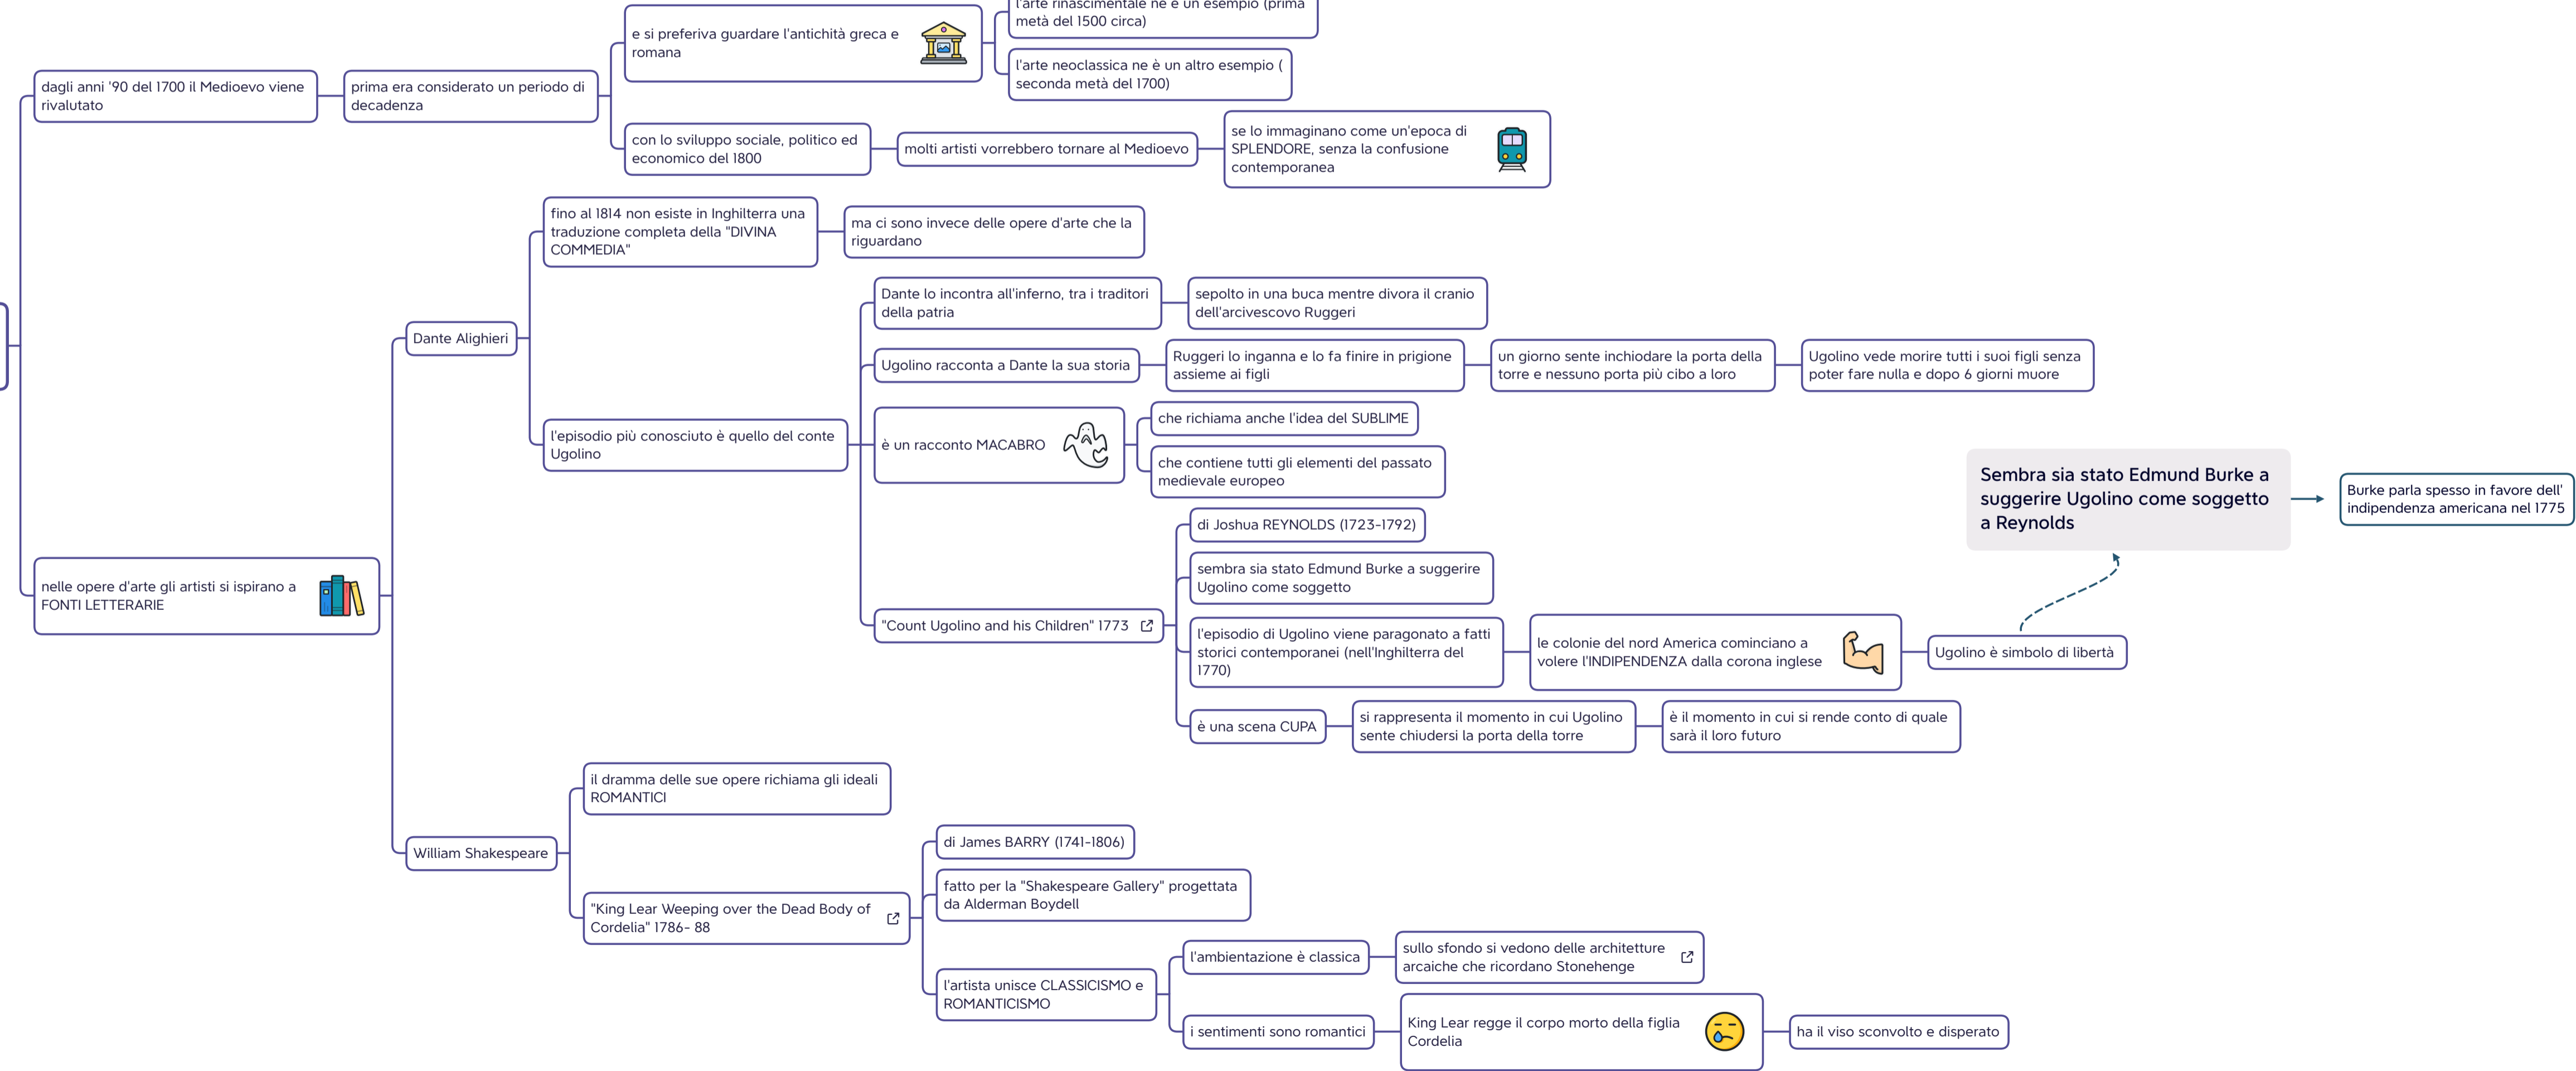 l'arte rinascimentale ne è un esempio (prima
metà del 1500 circa)
e si preferiva guardare l'antichità greca e
romana
l'arte neoclassica ne è un altro esempio (
seconda metà del 1700)
dagli anni '90 del 1700 il Medioevo viene
rivalutato
prima era considerato un periodo di
decadenza
con lo sviluppo sociale, politico ed
economico del 1800
molti artisti vorrebbero tornare al Medioevo
se lo immaginano come un'epoca di
SPLENDORE, senza la confusione
contemporanea
fino al 1814 non esiste in Inghilterra una
traduzione completa della "DIVINA
COMMEDIA"
ma ci sono invece delle opere d'arte che la
riguardano
Dante lo incontra all'inferno, tra i traditori
della patria
sepolto in una buca mentre divora il cranio
dell'arcivescovo Ruggeri
Dante Alighieri
Ugolino racconta a Dante la sua storia
Ruggeri lo inganna e lo fa finire in prigione
assieme ai figli
un giorno sente inchiodare la porta della
torre e nessuno porta più cibo a loro
Ugolino vede morire tutti i suoi figli senza
poter fare nulla e dopo 6 giorni muore
l'episodio più conosciuto è quello del conte
Ugolino
è un racconto MACABRO
che richiama anche l'idea del SUBLIME
che contiene tutti gli elementi del passato
medievale europeo
Sembra sia stato Edmund Burke a
suggerire Ugolino come soggetto
a Reynolds
Burke parla spesso in favore dell'
indipendenza americana nel 1775
di Joshua REYNOLDS (1723-1792)
sembra sia stato Edmund Burke a suggerire
Ugolino come soggetto
nelle opere d'arte gli artisti si ispirano a
FONTI LETTERARIE
"Count Ugolino and his Children" 1773
l'episodio di Ugolino viene paragonato a fatti
storici contemporanei (nell'Inghilterra del
1770)
le colonie del nord America cominciano a
volere l'INDIPENDENZA dalla corona inglese
Ugolino è simbolo di libertà
è una scena CUPA
si rappresenta il momento in cui Ugolino
sente chiudersi la porta della torre
è il momento in cui si rende conto di quale
sarà il loro futuro
il dramma delle sue opere richiama gli ideali
ROMANTICI
William Shakespeare
di James BARRY (1741-1806)
fatto per la "Shakespeare Gallery" progettata
da Alderman Boydell
"King Lear Weeping over the Dead Body of
Cordelia" 1786- 88
l'ambientazione è classica
sullo sfondo si vedono delle architetture
arcaiche che ricordano Stonehenge
l'artista unisce CLASSICISMO e
ROMANTICISMO
i sentimenti sono romantici
King Lear regge il corpo morto della figlia
Cordelia
ha il viso sconvolto e disperato